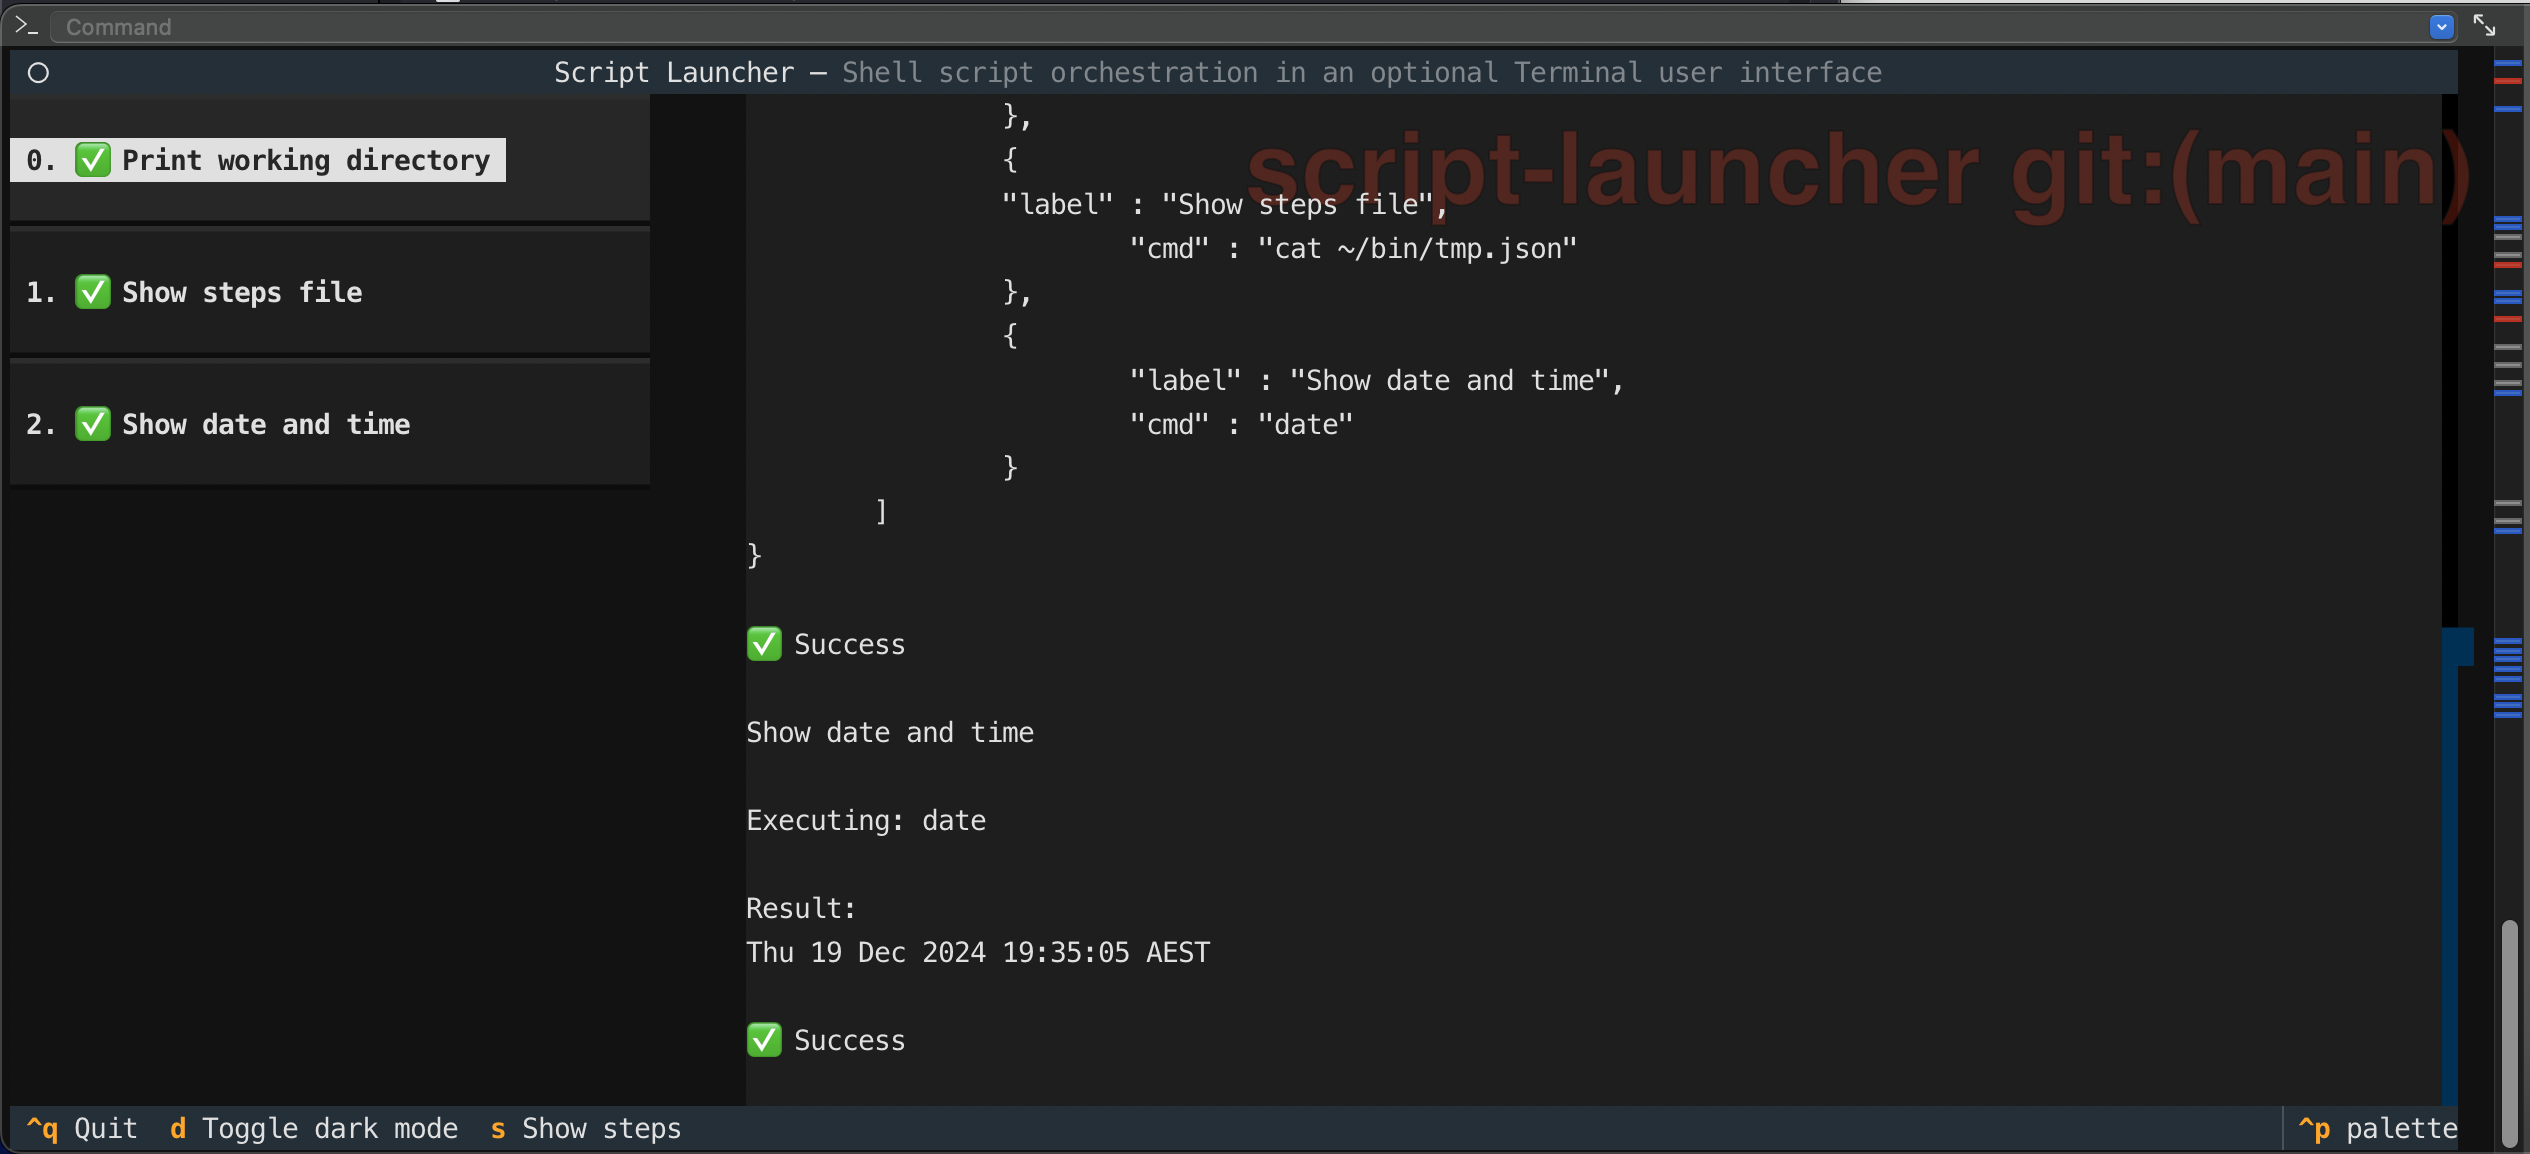 Command
Script Launcher — Shell script orchestration in an optional Terminal user interface
0. ✅ Print working directory
1. ✅ Show steps file
2. ✅ Show date and time
script-launcher git:(main)
},
{
"label" : "Show steps file",
"cmd" : "cat ~/bin/tmp.json"
},
{
"label" : "Show date and time",
"cmd" : "date"
}
]
}
✅ Success
Show date and time
Executing: date
Result:
Thu 19 Dec 2024 19:35:05 AEST
✅ Success
^q Quit d Toggle dark mode s Show steps ^p palette